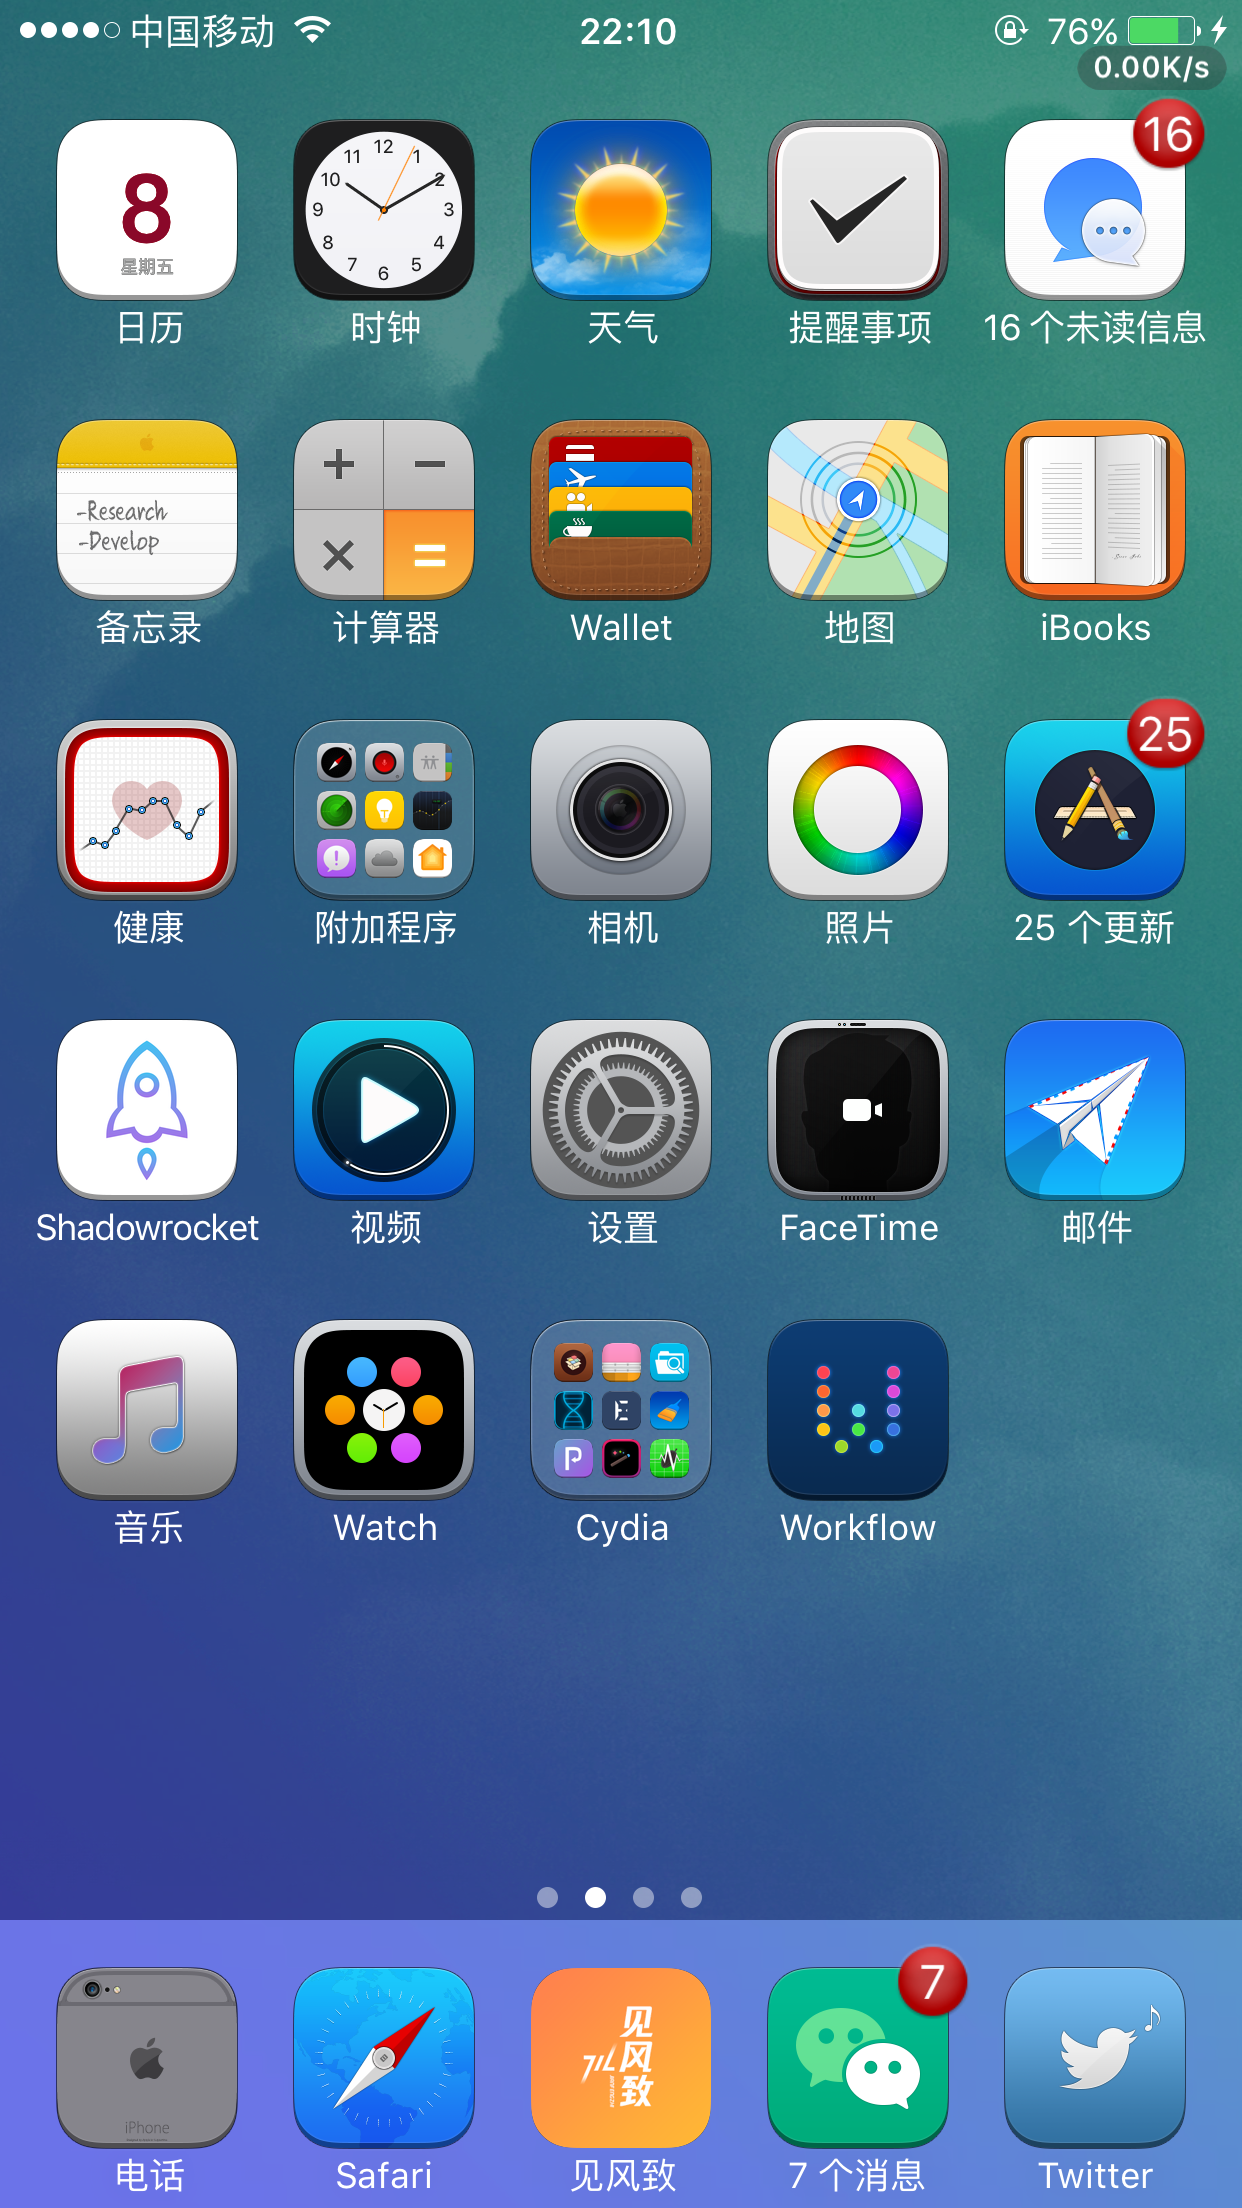 中国移动 22:10 76%
0.00K/s
8
星期五
12 1 2 3 4 5 6 7 8 9 10 11
16
日历 时钟 天气 提醒事项 16 个未读信息
-Research
-Develop
备忘录 计算器 Wallet 地图 iBooks
25
健康 附加程序 相机 照片 25 个更新
Shadowrocket 视频 设置 FaceTime 邮件
音乐 Watch Cydia Workflow
iPhone
见风致
7
电话 Safari 见风致 7 个消息 Twitter